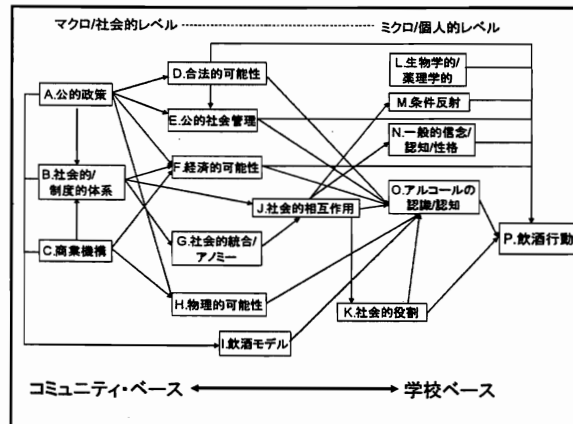 マクロ/社会的レベル
ミクロ/個人的レベル
A.公的政策
B.社会的/
制度的体系
C.商業機構
D.合法的可能性
E.公的社会管理
F.経済的可能性
G.社会的統合/
アノミー
H.物理的可能性
I.飲酒モデル
J.社会的相互作用
K.社会的役割
L.生物学的/
薬理学的
M.条件反射
N.一般的信念/
認知/性格
O.アルコールの
認識/認知
P.飲酒行動
コミュニティ・ベース
学校ベース